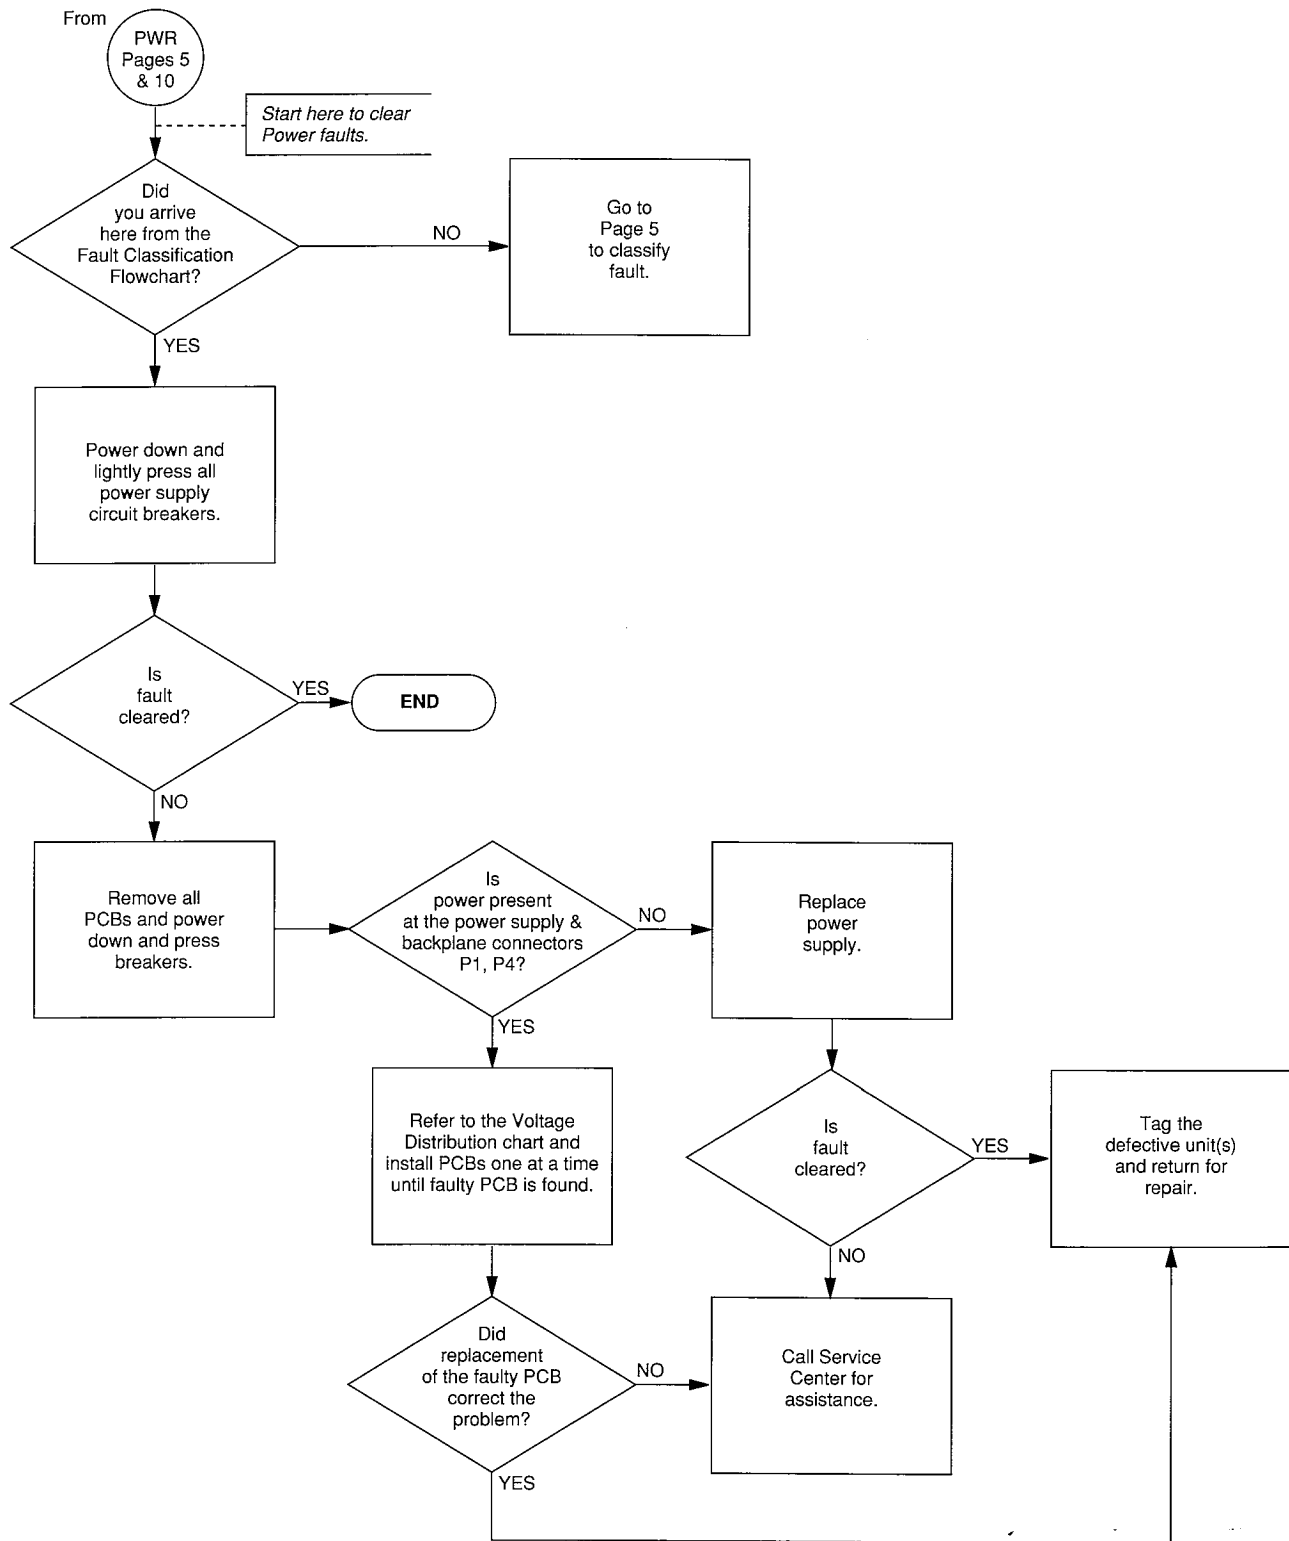 From
PWR
Pages 5
& 10
Start here to clear
Power faults.
Did
you arrive
here from the
Fault Classification
Flowchart?
NO
Go to
Page 5
to classify
fault.
YES
Power down and
lightly press all
power supply
circuit breakers.
Is
fault
cleared?
YES
END
NO
Remove all
PCBs and power
down and press
breakers.
Is
power present
at the power supply &
backplane connectors
P1, P4?
NO
Replace
power
supply.
YES
Refer to the Voltage
Distribution chart and
install PCBs one at a time
until faulty PCB is found.
Is
fault
cleared?
YES
Tag the
defective unit(s)
and return for
repair.
NO
Did
replacement
of the faulty PCB
correct the
problem?
NO
Call Service
Center for
assistance.
YES